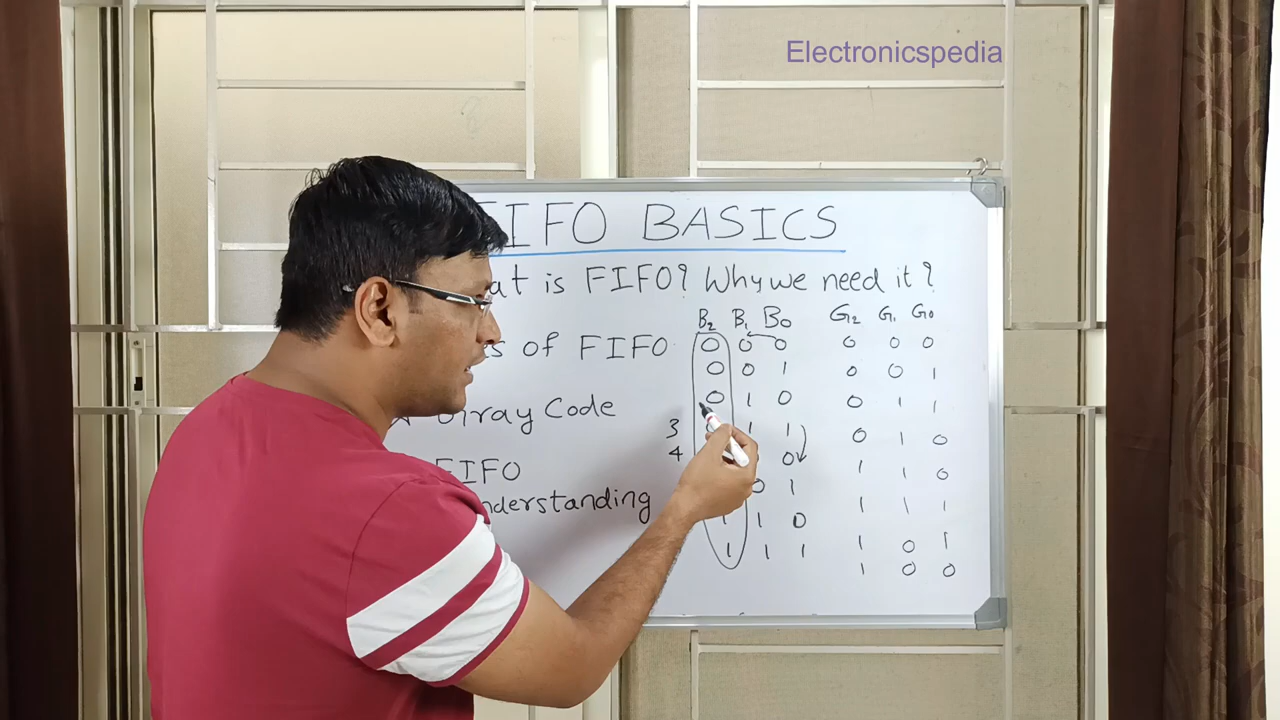 Electronicspedia
FIFO BASICS
is FIFO? Why we need it?
B2 B1 B0 G2 G1 G0
of FIFO 0 0 0 0 0 0
0 0 1 0 0 1
Gray Code 0 1 0 0 1 1
3 1 1 0 1 0
4 0 1 1 0
FIFO 0 1 1 1 1
understanding 1 1 0 1 0 1
1 1 1 1 0 0